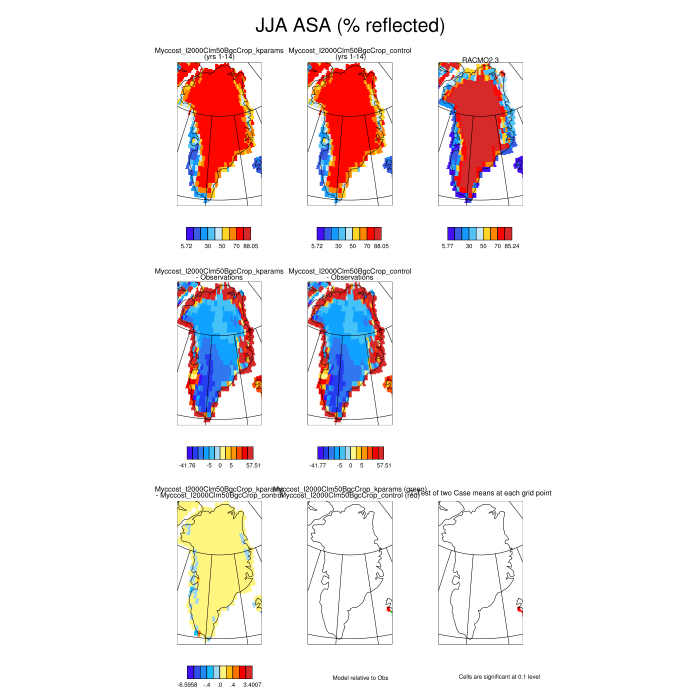 JJA ASA (% reflected)
Myccost_I2000Clm50BgcCrop_kparams
(yrs 1-14)
Myccost_I2000Clm50BgcCrop_control
(yrs 1-14)
RACMO2.3
5.72 30 50 70 88.05
5.72 30 50 70 88.05
5.77 30 50 70 85.24
Myccost_I2000Clm50BgcCrop_kparams
- Observations
Myccost_I2000Clm50BgcCrop_control
- Observations
-41.76 -5 0 5 57.51
-41.77 -5 0 5 57.51
Myccost_I2000Clm50BgcCrop_kparams
- Myccost_I2000Clm50BgcCrop_control
Myccost_I2000Clm50BgcCrop_kparams (green)
Myccost_I2000Clm50BgcCrop_control (red)
of two Case means at each grid point
-6.5958 -.4 .0 .4 3.4007
Model relative to Obs
Cells are significant at 0.1 level